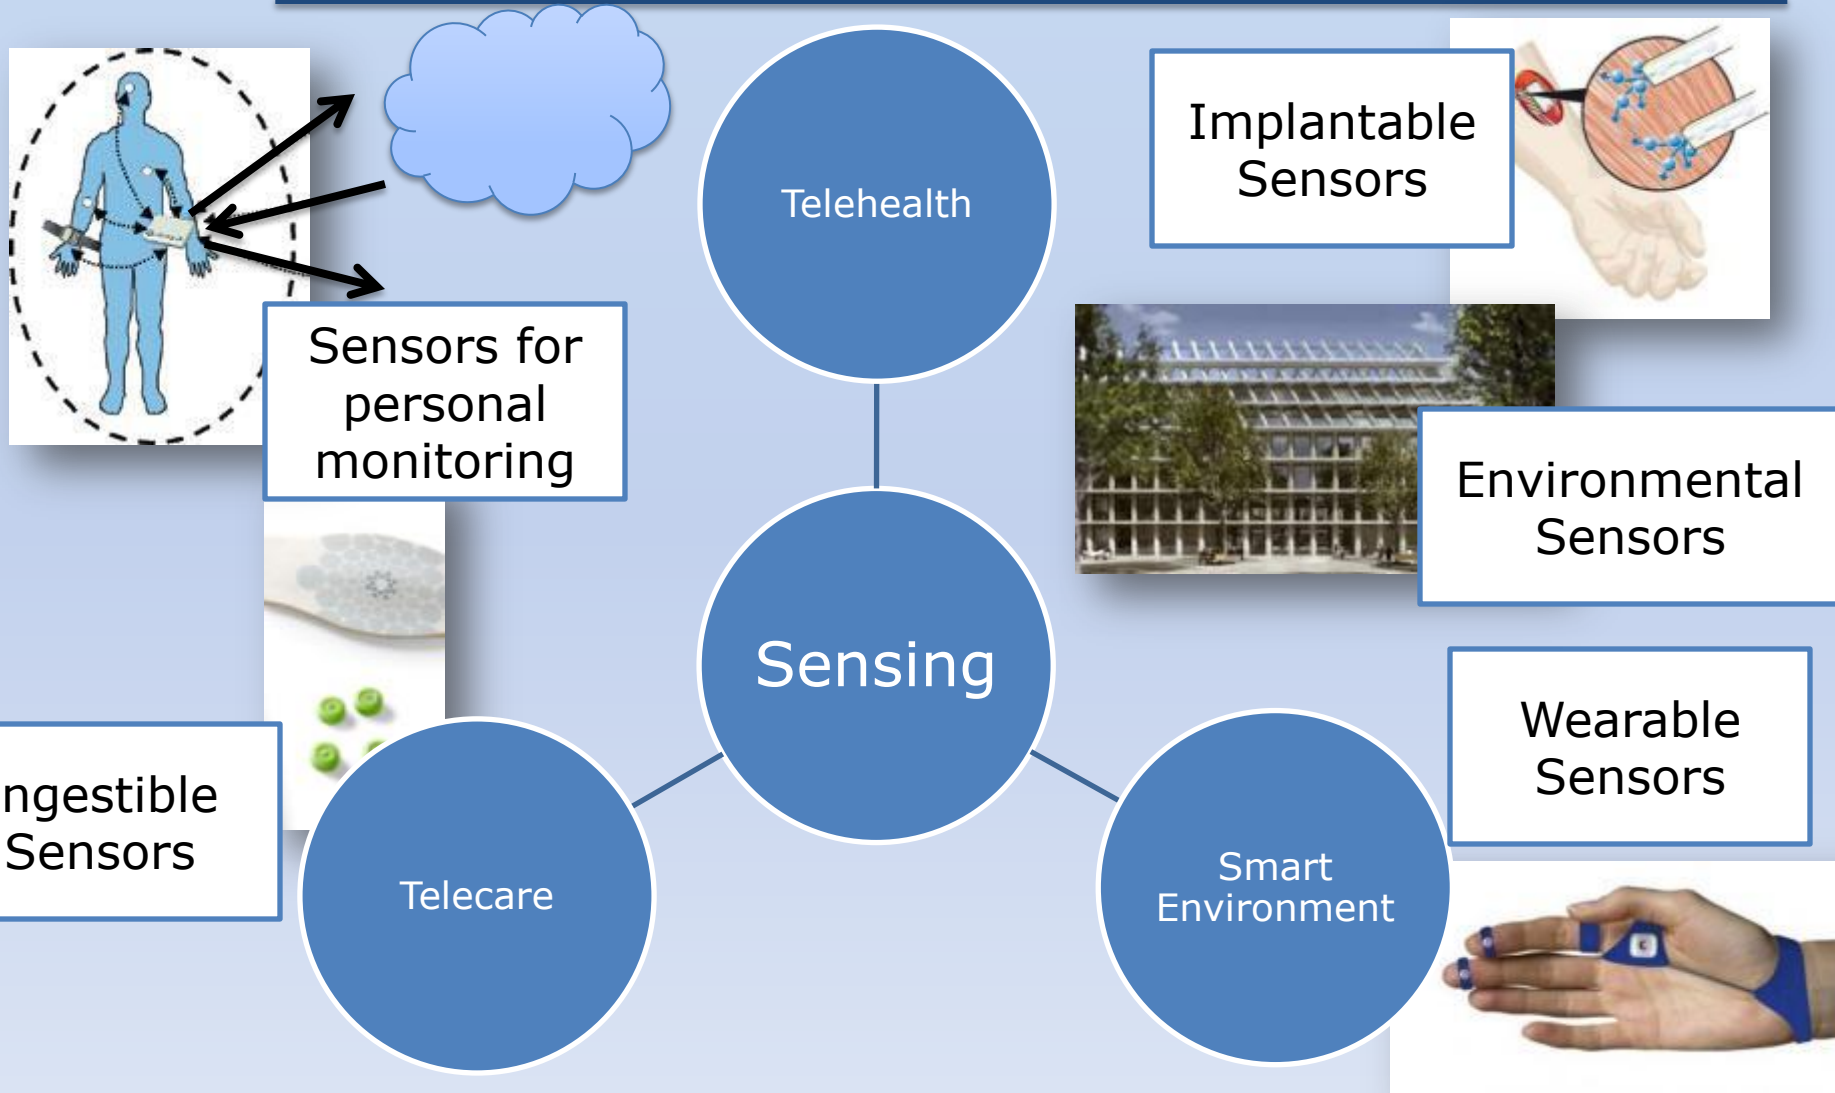 Telehealth
Implantable
Sensors
Sensors for
personal
monitoring
Environmental
Sensors
Sensing
Wearable
Sensors
ngestible
Sensors
Telecare
Smart
Environment